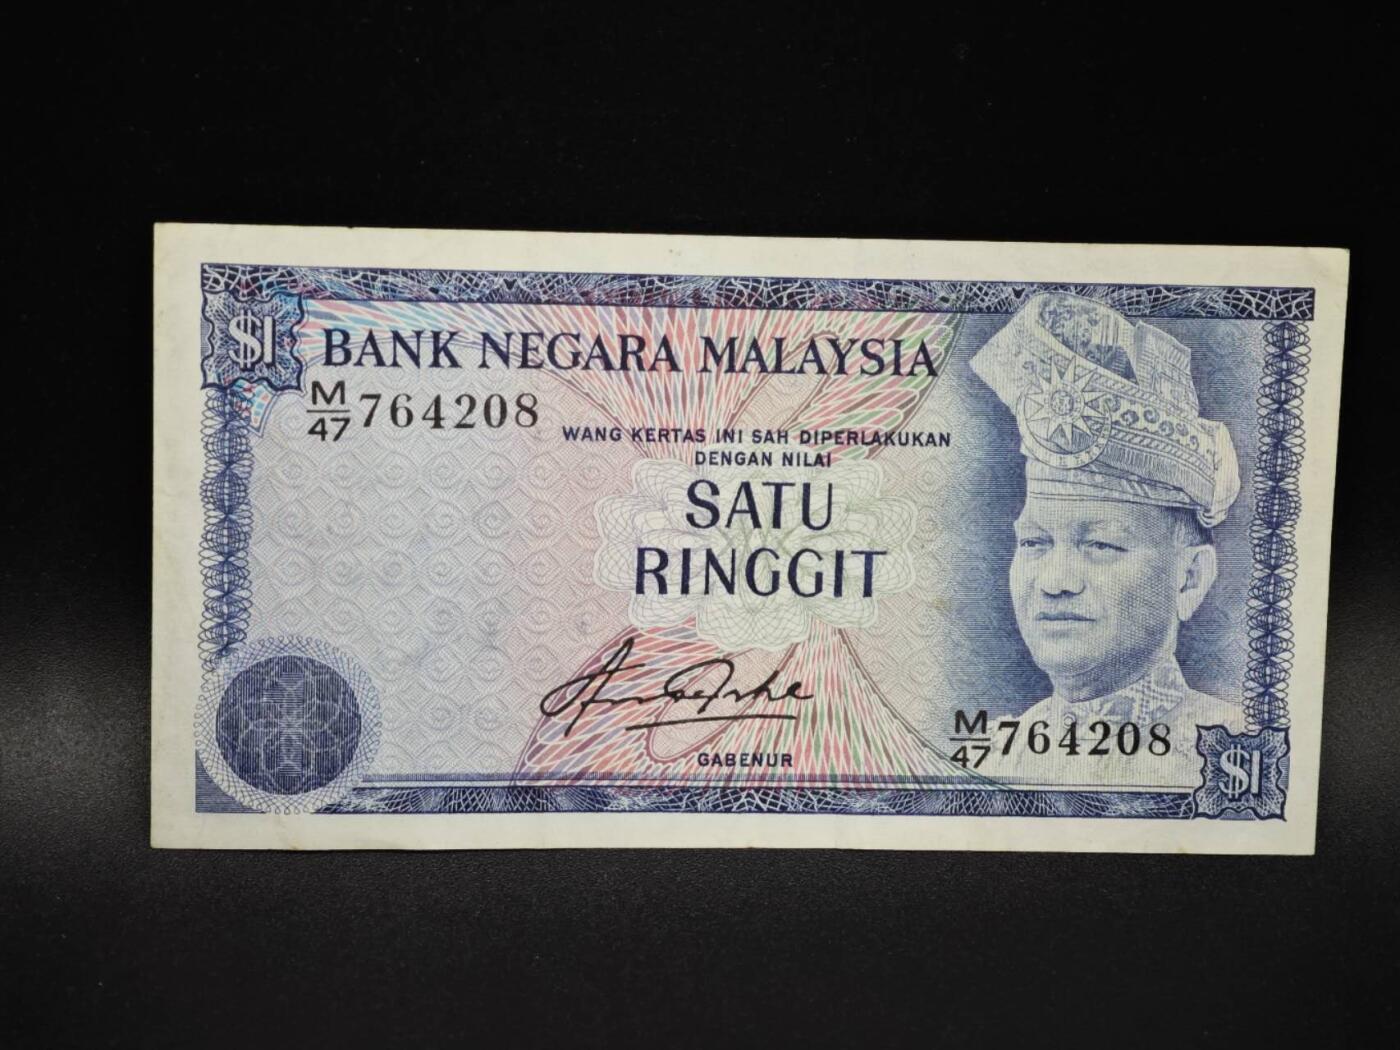 $1
BANK NEGARA MALAYSIA
M/47 764208
WANG KERTAS INI SAH DIPERLAKUKAN
DENGAN NILAI
SATU
RINGGIT
GABENUR
M/47 764208
$1